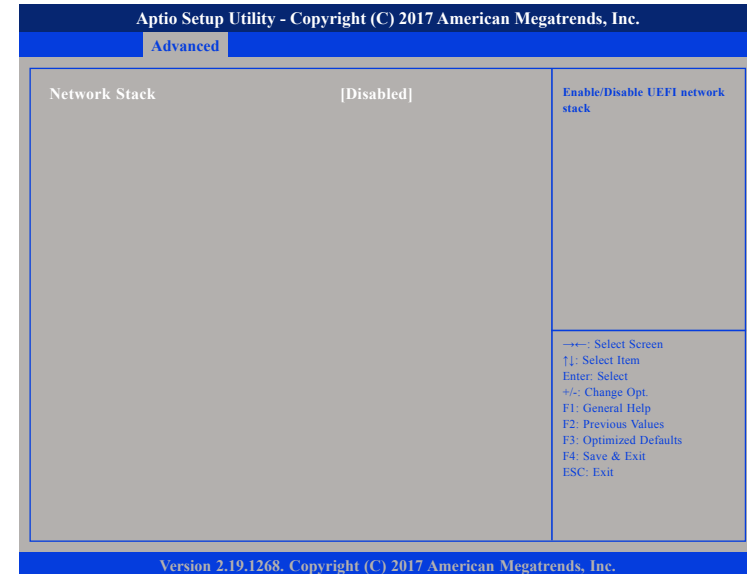 Aptio Setup Utility - Copyright (C) 2017 American Megatrends, Inc.
Advanced
Network Stack [Disabled]
Enable/Disable UEFI network
stack
→←: Select Screen
↑↓: Select Item
Enter: Select
+/-: Change Opt.
F1: General Help
F2: Previous Values
F3: Optimized Defaults
F4: Save & Exit
ESC: Exit
Version 2.19.1268. Copyright (C) 2017 American Megatrends, Inc.